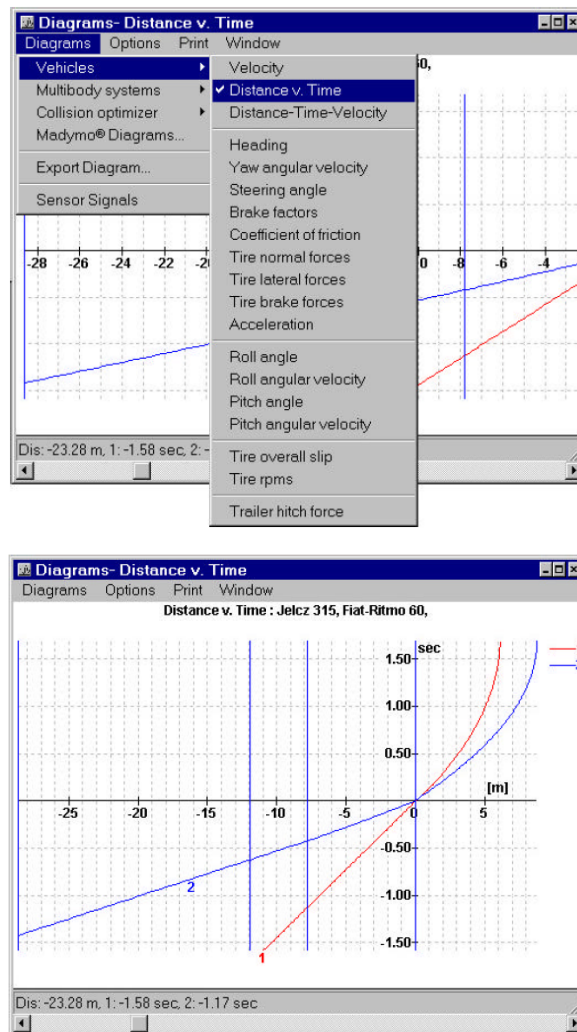 Diagrams- Distance v. Time
Diagrams Options Print Window
Vehicles
Multibody systems
Collision optimizer
Madymo® Diagrams...
Export Diagram...
Sensor Signals
Velocity
Distance v. Time
Distance-Time-Velocity
Heading
Yaw angular velocity
Steering angle
Brake factors
Coefficient of friction
Tire normal forces
Tire lateral forces
Tire brake forces
Acceleration
Roll angle
Roll angular velocity
Pitch angle
Pitch angular velocity
Tire overall slip
Tire rpms
Trailer hitch force
-28 -26 -24 -22 -8 -6 -4
Dis: -23.28 m, 1: -1.58 sec, 2: -
Diagrams- Distance v. Time
Diagrams Options Print Window
Distance v. Time : Jelcz 315, Fiat-Ritmo 60,
sec
1.50
1.00
0.50
[m]
-25 -20 -15 -10 -5 0 5
-0.50
-1.00
-1.50
2
1
Dis: -23.28 m, 1: -1.58 sec, 2: -1.17 sec